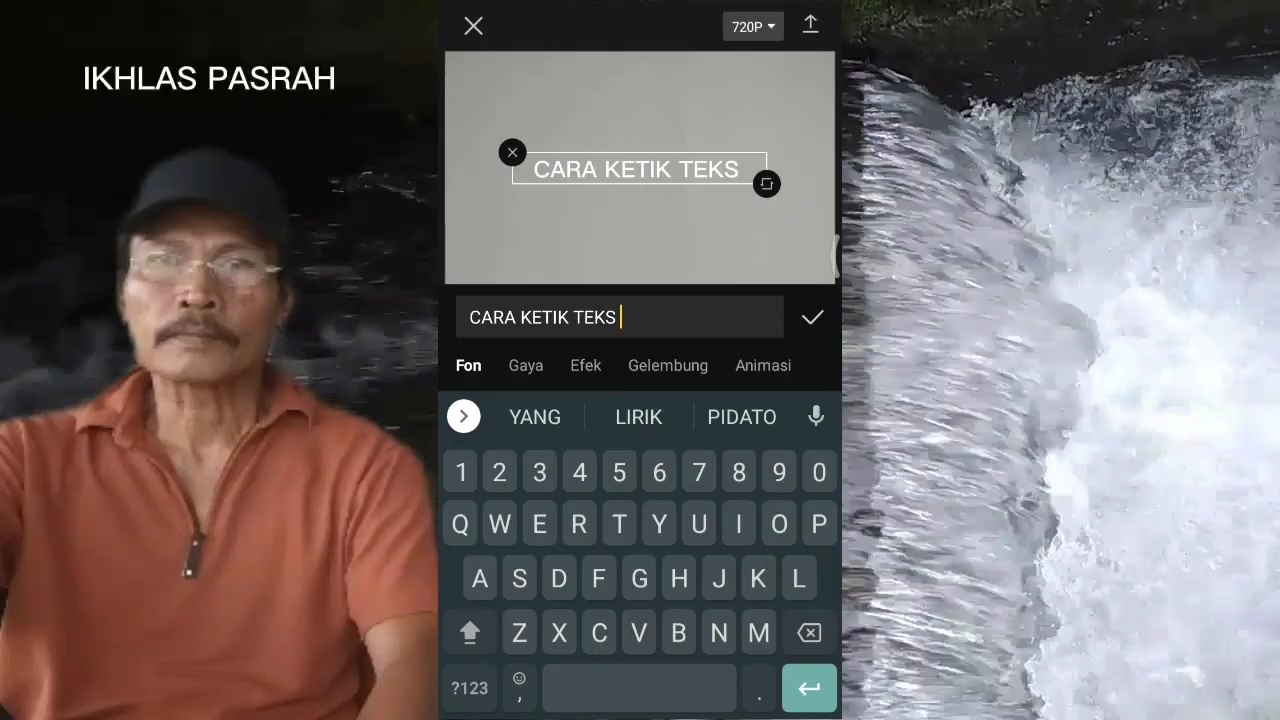 IKHLAS PASRAH
720P
CARA KETIK TEKS
CARA KETIK TEKS
Fon Gaya Efek Gelembung Animasi
YANG LIRIK PIDATO
1 2 3 4 5 6 7 8 9 0
Q W E R T Y U I O P
A S D F G H J K L
Z X C V B N M
?123 , .